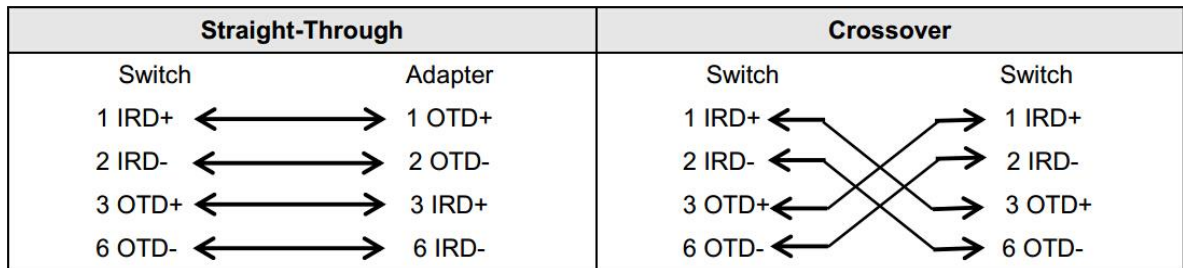 Straight-Through Crossover
Switch Adapter Switch Switch
1 IRD+ 1 OTD+ 1 IRD+ 1 IRD+
2 IRD- 2 OTD- 2 IRD- 2 IRD-
3 OTD+ 3 IRD+ 3 OTD+ 3 OTD+
6 OTD- 6 IRD- 6 OTD- 6 OTD-